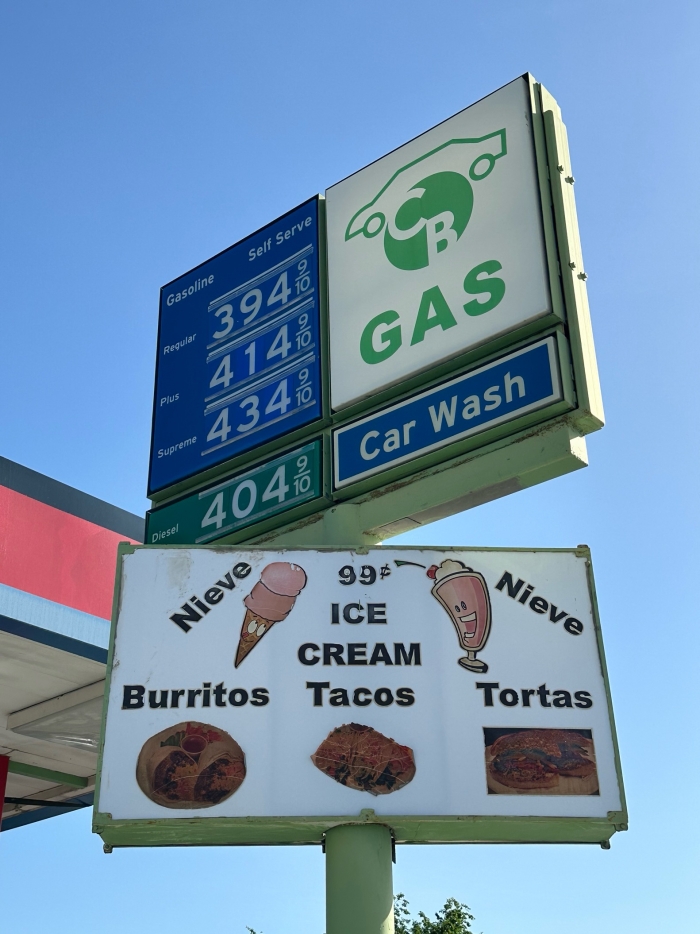 Gasoline Self Serve
Regular 394 9/10
Plus 414 9/10
Supreme 434 9/10
Diesel 404 9/10
CB
GAS
Car Wash
Nieve 99¢ Nieve
ICE
CREAM
Burritos Tacos Tortas